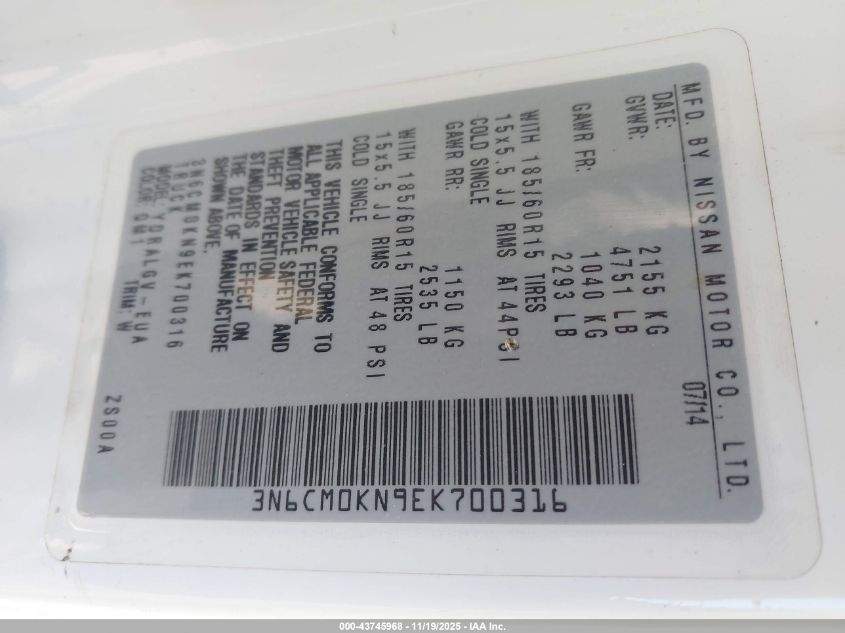 MFD. BY NISSAN MOTOR CO., LTD.
DATE: 07/14
GVWR: 2155 KG
4751 LB
GAWR FR: 1040 KG
2293 LB
WITH 185/60R15 TIRES
15x5.5 JJ RIMS AT 44PSI
COLD SINGLE
GAWR RR: 1150 KG
2535 LB
WITH 185/60R15 TIRES
15x5.5 JJ RIMS AT 48 PSI
COLD SINGLE
THIS VEHICLE CONFORMS TO
ALL APPLICABLE FEDERAL
MOTOR VEHICLE SAFETY AND
THEFT PREVENTION
STANDARDS IN EFFECT ON
THE DATE OF MANUFACTURE
SHOWN ABOVE.
3N6CM0KN9EK700316
TRUCK
MODEL: YDRALGV-EUA
COLOR: QM1 TRIM: W
ZS00A
3N6CM0KN9EK700316
000-43745968 - 11/19/2025 - IAA Inc.